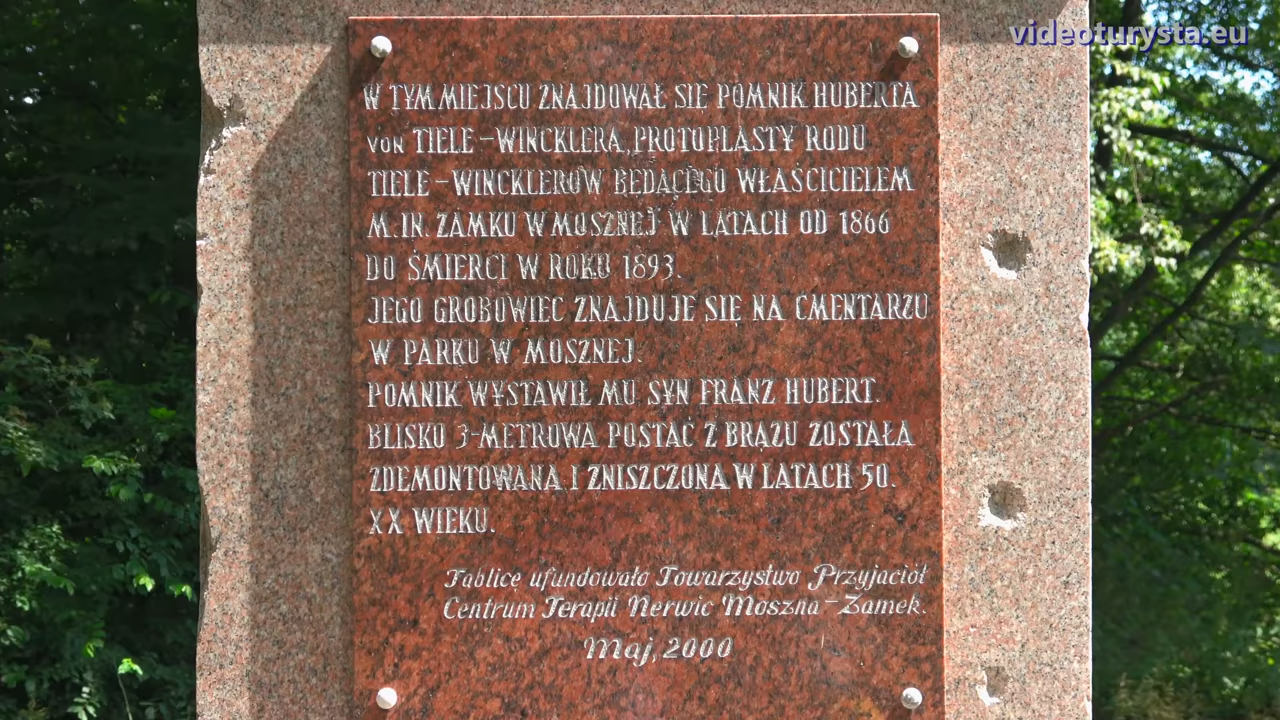 videoturysta.eu
W TYM MIEJSCU ZNAJDOWAŁ SIĘ POMNIK HUBERTA
VON TIELE-WINCKLERA, PROTOPLASTY RODU
TIELE-WINCKLERÓW BĘDĄCEGO WŁAŚCICIELEM
M. IN. ZAMKU W MOSZNEJ W LATACH OD 1866
DO ŚMIERCI W ROKU 1893.
JEGO GROBOWIEC ZNAJDUJE SIĘ NA CMENTARZU
W PARKU W MOSZNEJ.
POMNIK WYSTAWIŁ MU SYN FRANZ HUBERT.
BLISKO 3-METROWA POSTAĆ Z BRĄZU ZOSTAŁA
ZDEMONTOWANA I ZNISZCZONA W LATACH 50.
XX WIEKU.
Tablicę ufundowało Towarzystwo Przyjaciół
Centrum Terapii Nerwic Moszna-Zamek.
Maj, 2000